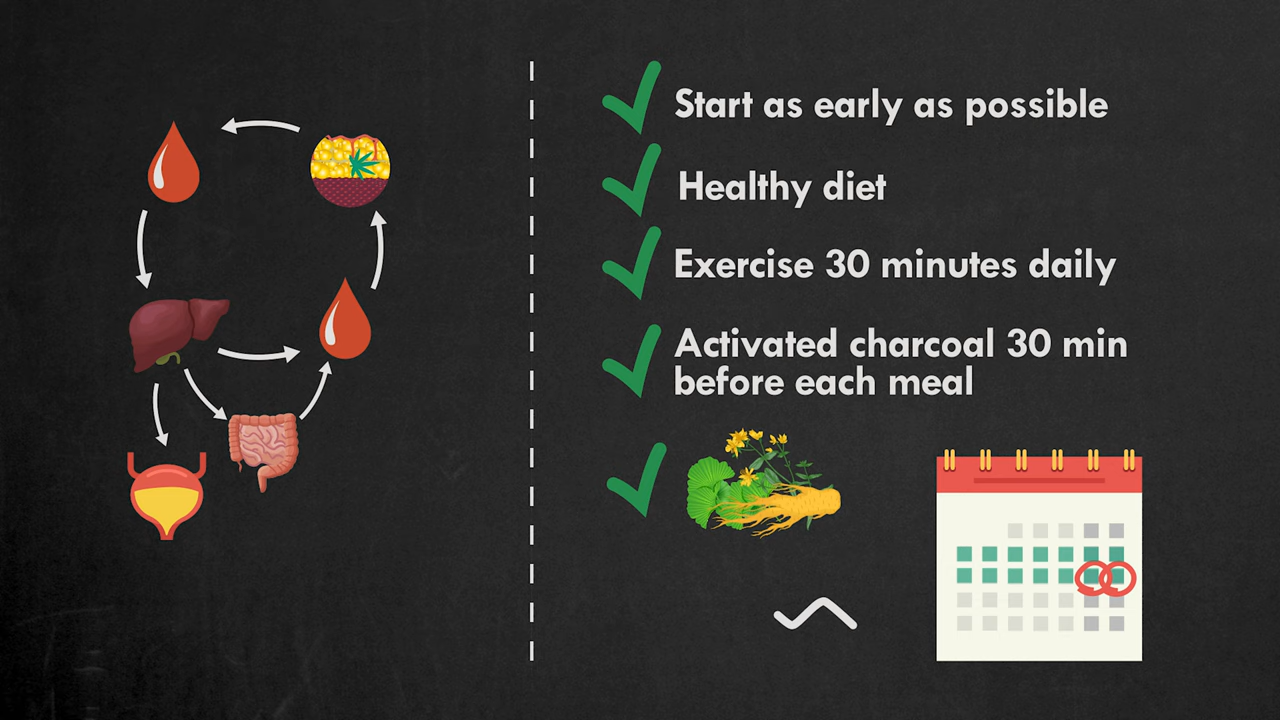 Start as early as possible
Healthy diet
Exercise 30 minutes daily
Activated charcoal 30 min
before each meal